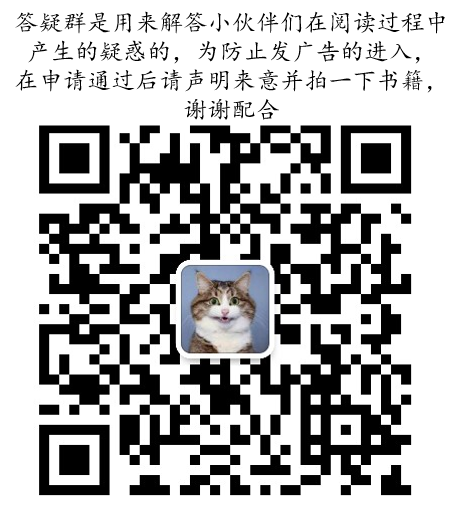 答疑群是用来解答小伙伴们在阅读过程中
产生的疑惑的，为防止发广告的进入，
在申请通过后请声明来意并拍一下书籍，
谢谢配合